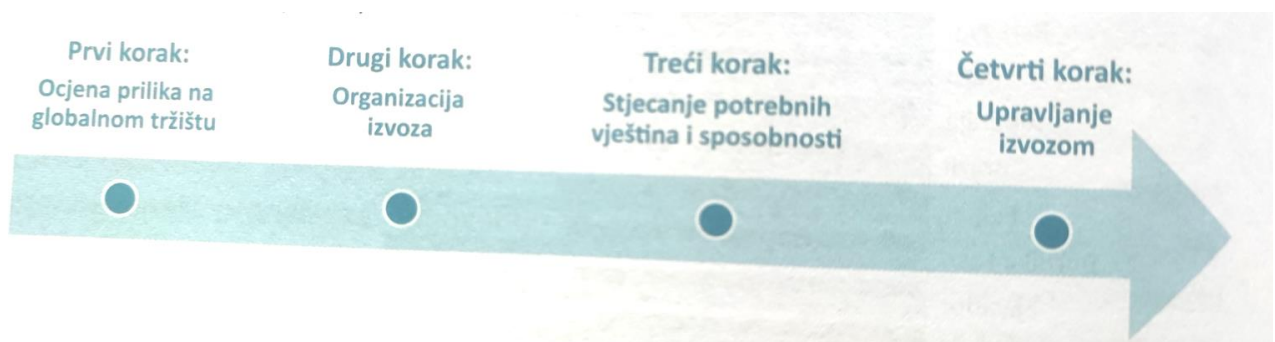 Prvi korak:
Ocjena prilika na
globalnom tržištu
Drugi korak:
Organizacija
izvoza
Treći korak:
Stjecanje potrebnih
vještina i sposobnosti
Četvrti korak:
Upravljanje
izvozom